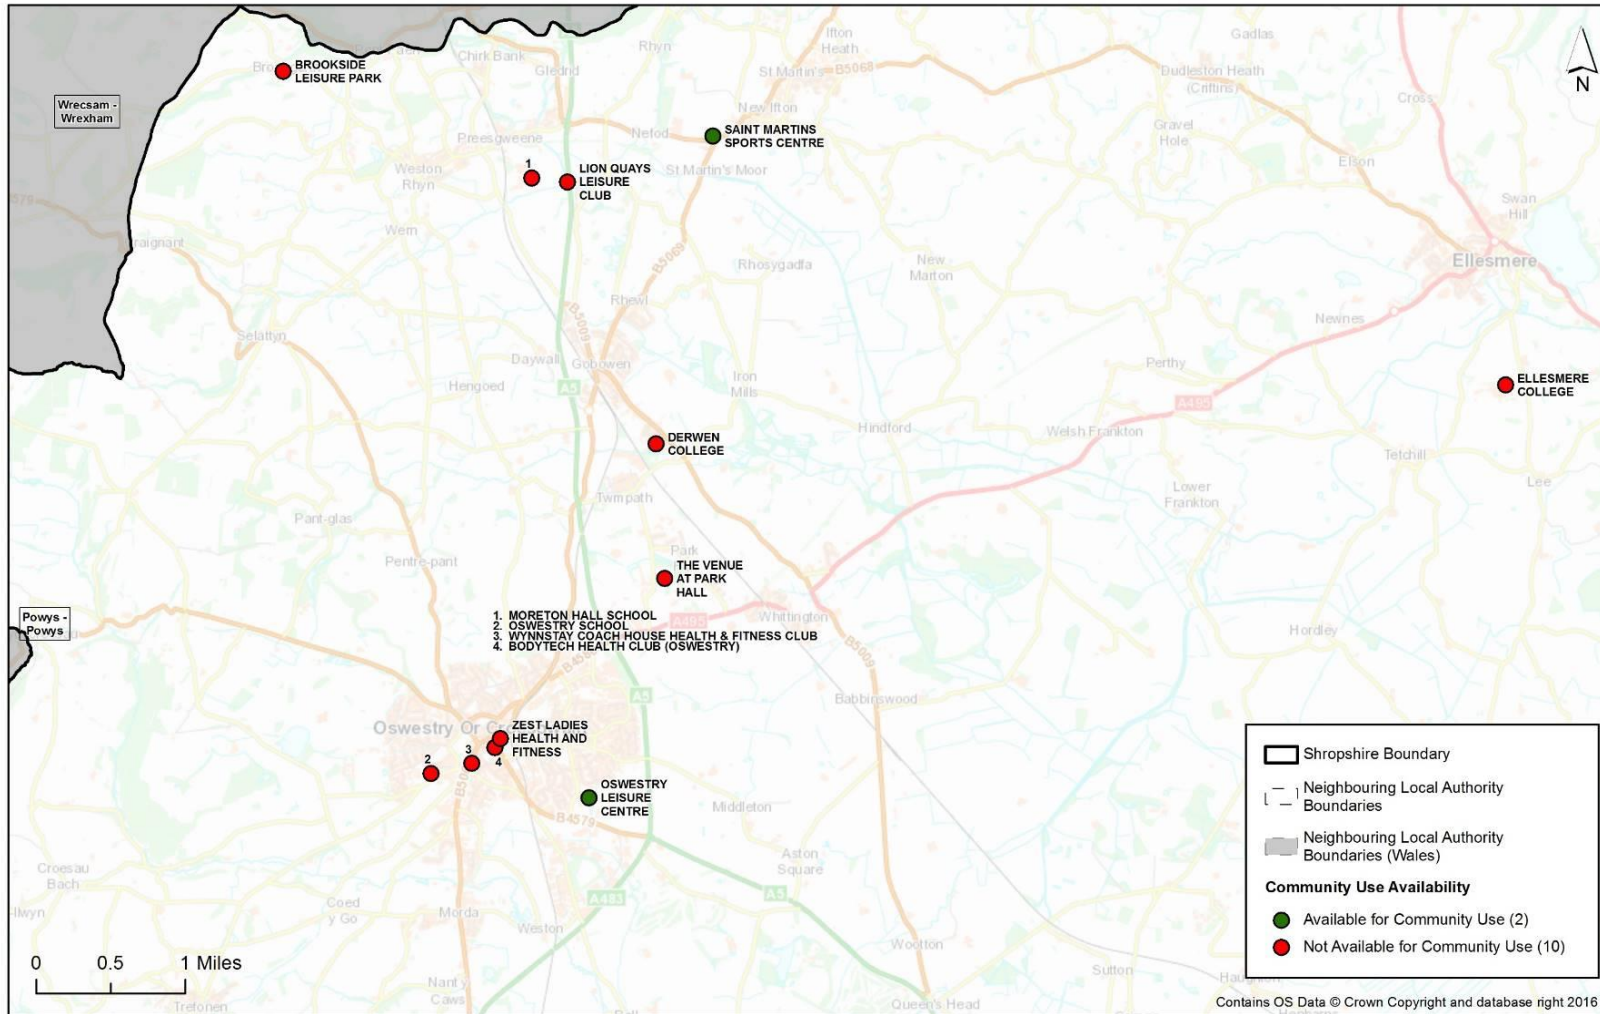 Ifton
Heath
Gadlas
Rhyn
Chirk Bank
Gledrid
St Martin's
B5068
Dudleston Heath
(Criftins)
N
BROOKSIDE
LEISURE PARK
Wrecsam -
Wrexham
New Ifton
Cross
Preesgweene
Nefod
SAINT MARTINS
SPORTS CENTRE
Gravel
Hole
Elson
Weston
Rhyn
1
LION QUAYS
LEISURE
CLUB
St Martin's Moor
Swan
Hill
Wern
B5069
Rhosygadfa
New
Marton
Ellesmere
Rhewl
B5009
Newnes
Selattyn
Daywall
Gobowen
Perthy
Hengoed
A5
Iron
Mills
ELLESMERE
COLLEGE
A495
DERWEN
COLLEGE
Hindford
Welsh Frankton
Tetchill
Lee
Twmpath
Lower
Frankton
Pant-glas
Park
Pentre-pant
THE VENUE
AT PARK
HALL
Powys -
Powys
1. MORETON HALL SCHOOL
2. OSWESTRY SCHOOL
3. WYNNSTAY COACH HOUSE HEALTH & FITNESS CLUB
4. BODYTECH HEALTH CLUB (OSWESTRY)
A495
Whittington
Hordley
B5009
A5
Babbinswood
Oswestry Or
ZEST LADIES
HEALTH AND
FITNESS
2
3
4
OSWESTRY
LEISURE
CENTRE
Middleton
B4579
Croesau
Bach
Aston
Square
A483
A5
Coed
y Go
Morda
Weston
Wootton
Sutton
Nant y
Caws
Queen's Head
Trefonen
0 0.5 1 Miles
Shropshire Boundary
Neighbouring Local Authority
Boundaries
Neighbouring Local Authority
Boundaries (Wales)
Community Use Availability
Available for Community Use (2)
Not Available for Community Use (10)
Contains OS Data © Crown Copyright and database right 2016